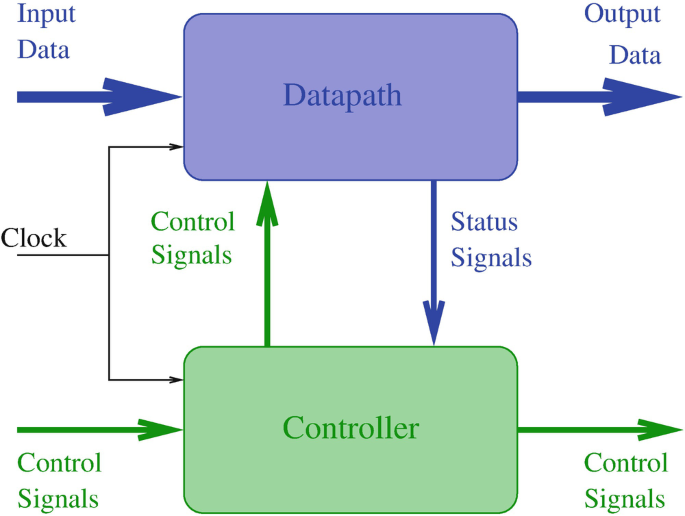 Input
Data
Output
Data
Datapath
Clock
Control
Signals
Status
Signals
Controller
Control
Signals
Control
Signals